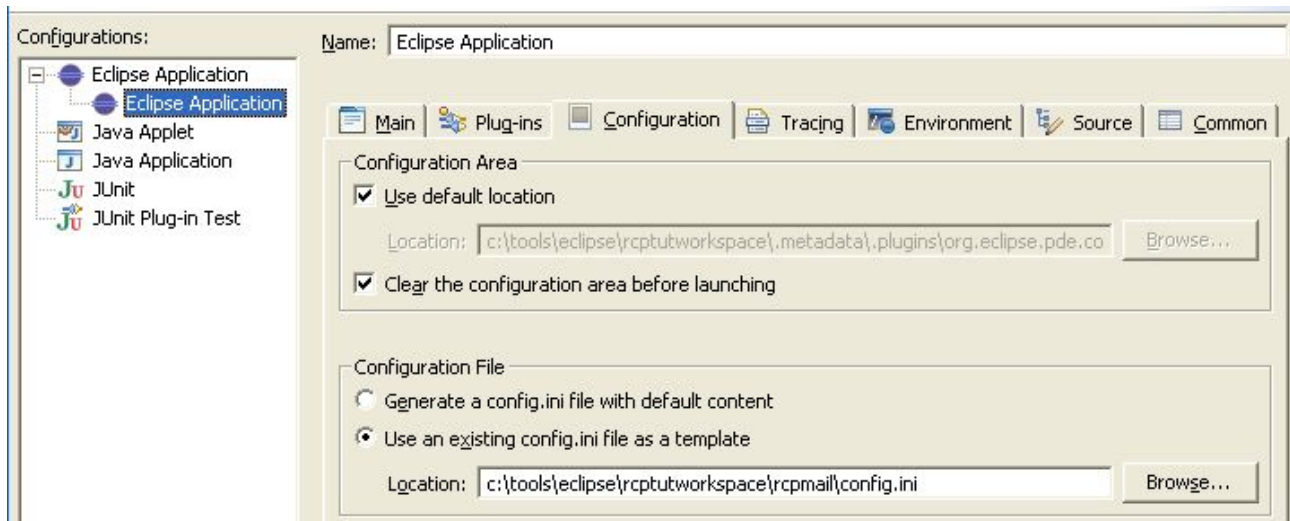 Configurations:
Eclipse Application
Eclipse Application
Java Applet
Java Application
JUnit
JUnit Plug-in Test
Name: Eclipse Application
Main Plug-ins Configuration Tracing Environment Source Common
Configuration Area
Use default location
Location: c:\tools\eclipse\rcptutworkspace\.metadata\.plugins\org.eclipse.pde.co Browse...
Clear the configuration area before launching
Configuration File
Generate a config.ini file with default content
Use an existing config.ini file as a template
Location: c:\tools\eclipse\rcptutworkspace\rcpmail\config.ini Browse...